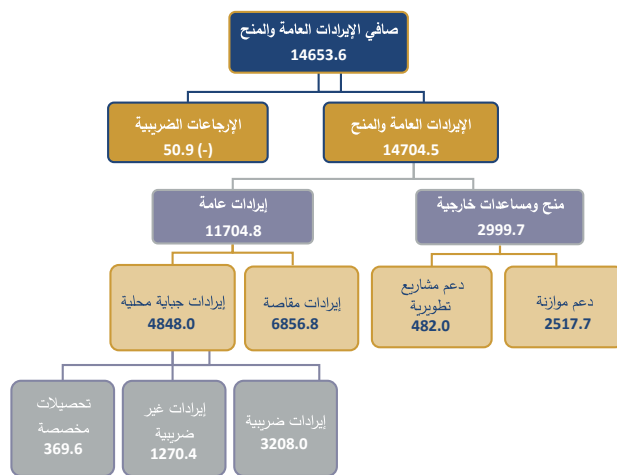 صافي الإيرادات العامة والمنح
14653.6
الإيرادات العامة والمنح
14704.5
الإرجاعات الضريبية
(-) 50.9
منح ومساعدات خارجية
2999.7
إيرادات عامة
11704.8
دعم موازنة
2517.7
دعم مشاريع
تطويرية
482.0
إيرادات مقاصة
6856.8
إيرادات جباية محلية
4848.0
إيرادات ضريبية
3208.0
إيرادات غير
ضريبية
1270.4
تحصيلات
مخصصة
369.6